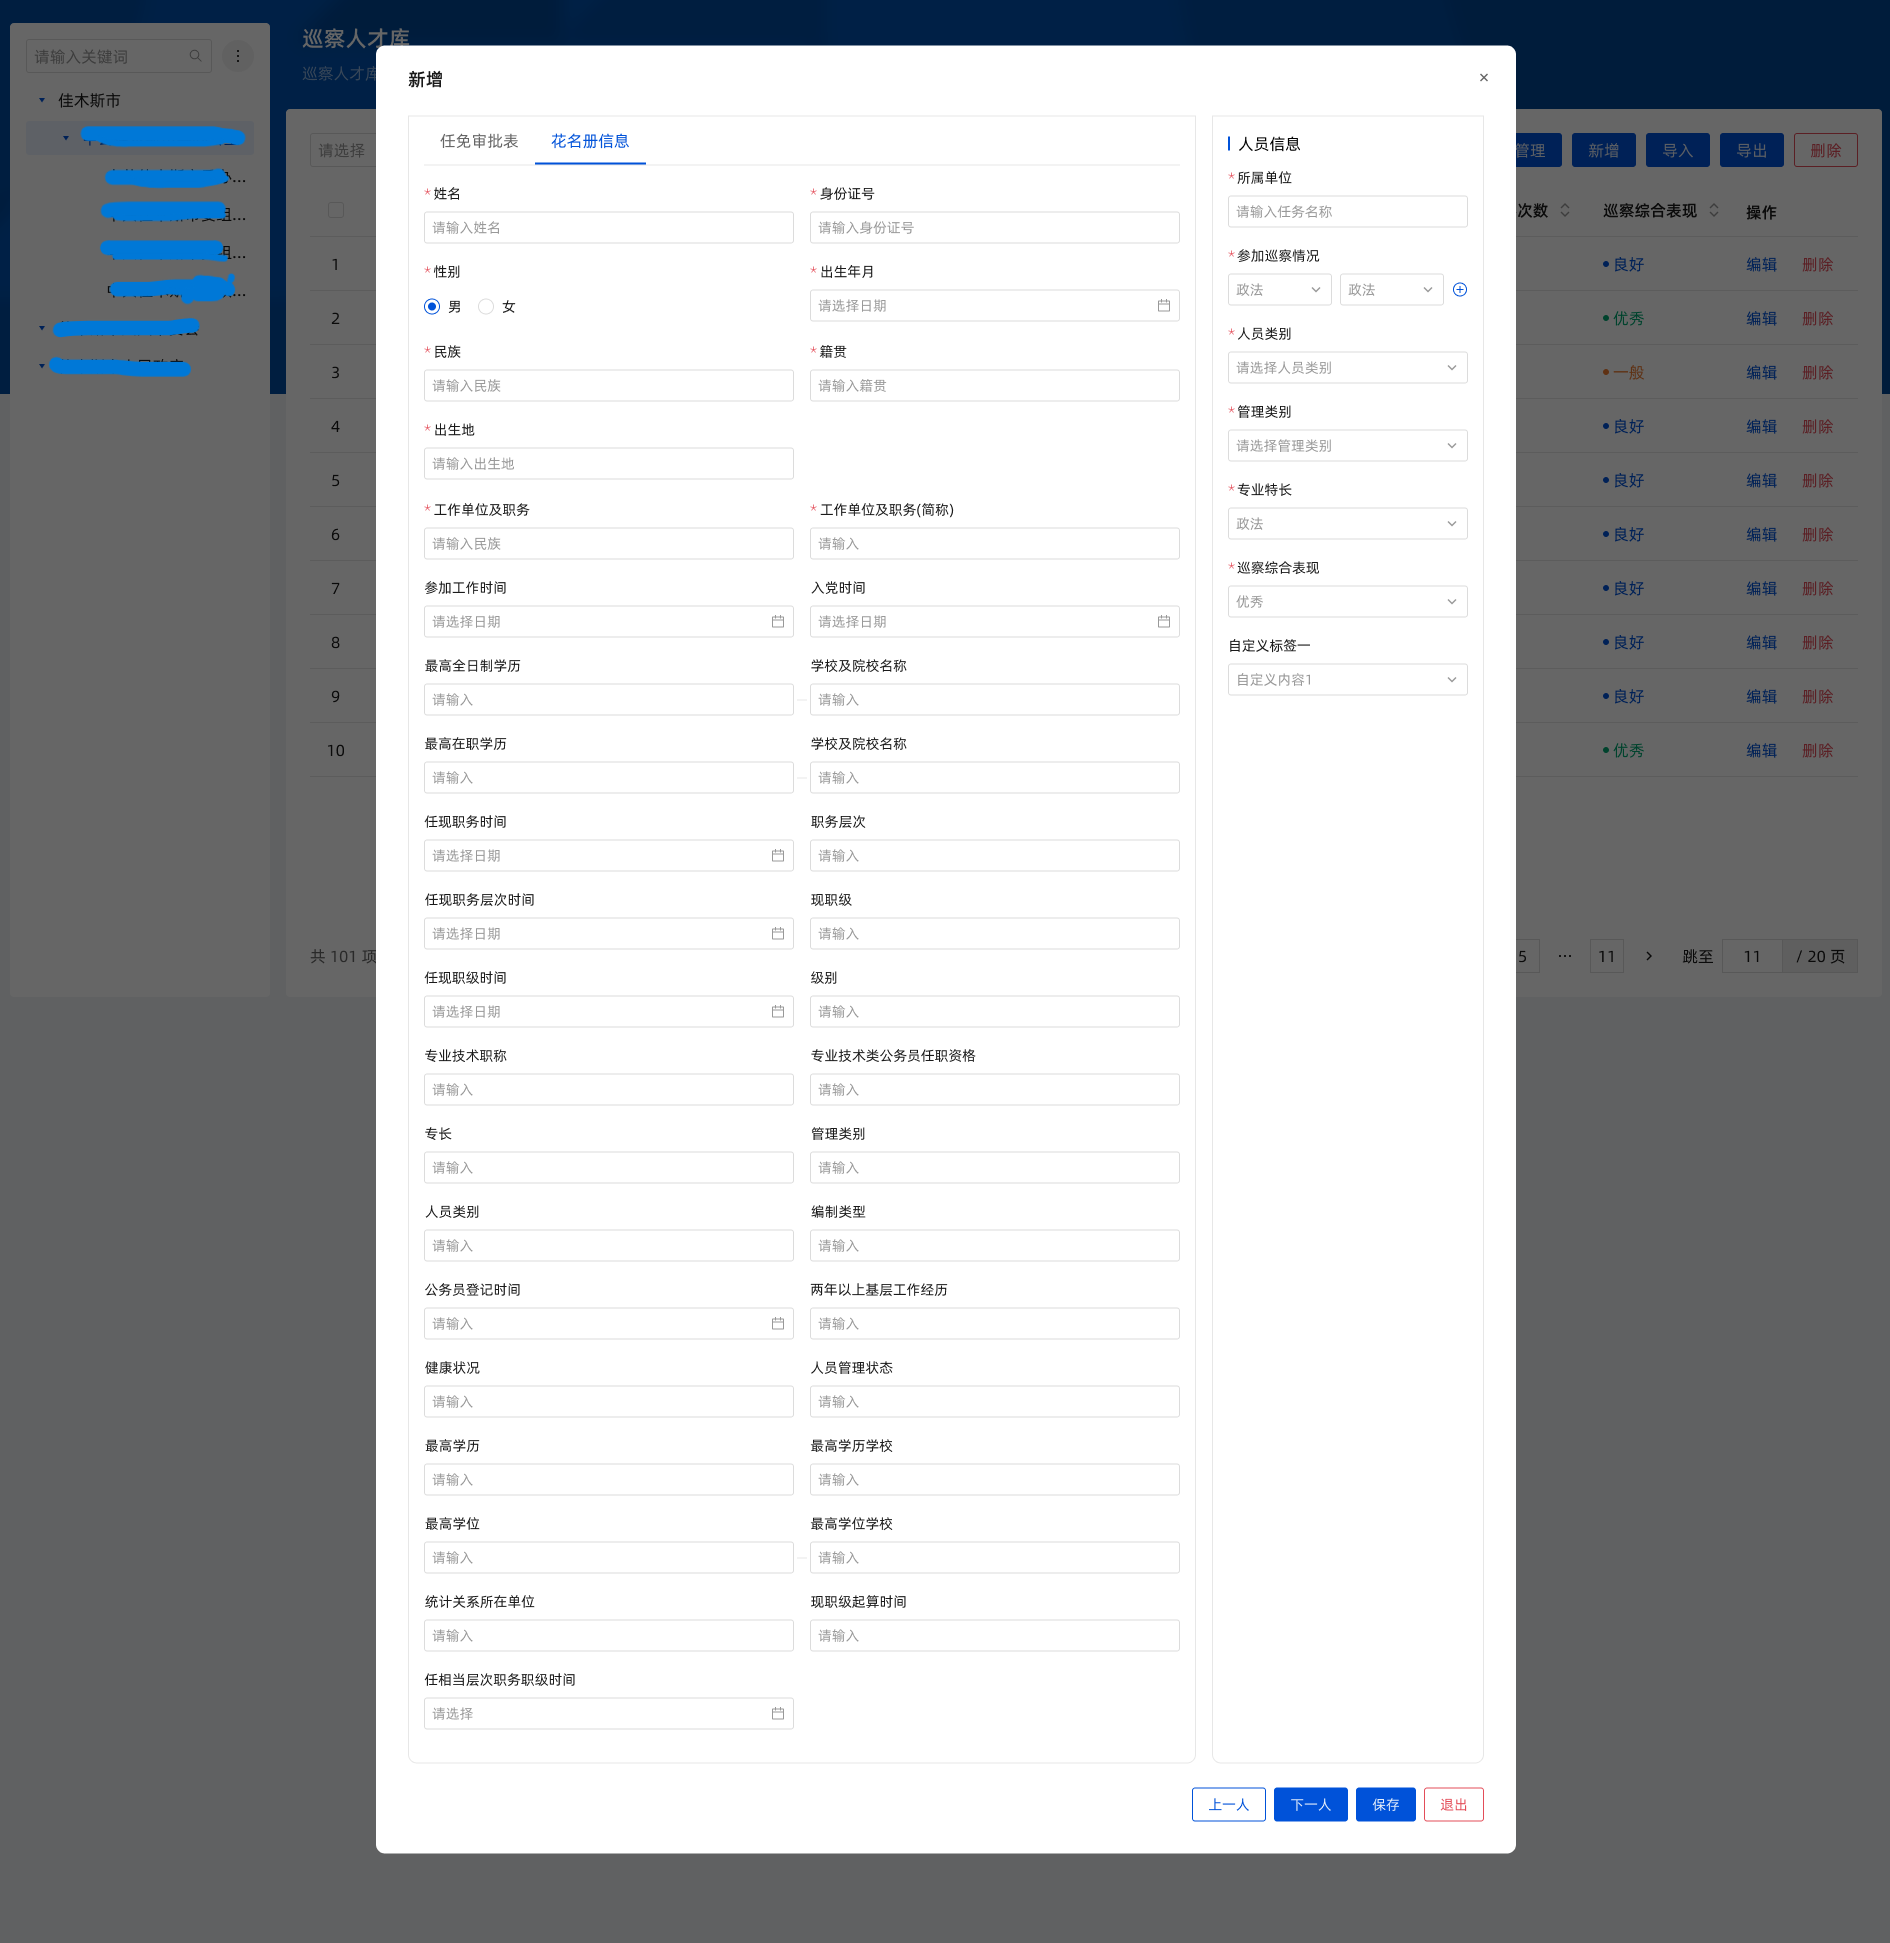 请输入关键词
佳木斯市
巡察人才库
巡察人才库
请选择
管理
新增
导入
导出
删除
次数
巡察综合表现
操作
1
良好
编辑
删除
2
优秀
编辑
删除
3
一般
编辑
删除
4
良好
编辑
删除
5
良好
编辑
删除
6
良好
编辑
删除
7
良好
编辑
删除
8
良好
编辑
删除
9
良好
编辑
删除
10
优秀
编辑
删除
共 101 项
5
···
11
跳至
11
/ 20 页
新增
任免审批表
花名册信息
*姓名
*身份证号
请输入姓名
请输入身份证号
*性别
*出生年月
男
女
请选择日期
*民族
*籍贯
请输入民族
请输入籍贯
*出生地
请输入出生地
*工作单位及职务
*工作单位及职务(简称)
请输入民族
请输入
参加工作时间
入党时间
请选择日期
请选择日期
最高全日制学历
学校及院校名称
请输入
请输入
最高在职学历
学校及院校名称
请输入
请输入
任现职务时间
职务层次
请选择日期
请输入
任现职务层次时间
现职级
请选择日期
请输入
任现职级时间
级别
请选择日期
请输入
专业技术职称
专业技术类公务员任职资格
请输入
请输入
专长
管理类别
请输入
请输入
人员类别
编制类型
请输入
请输入
公务员登记时间
两年以上基层工作经历
请输入
请输入
健康状况
人员管理状态
请输入
请输入
最高学历
最高学历学校
请输入
请输入
最高学位
最高学位学校
请输入
请输入
统计关系所在单位
现职级起算时间
请输入
请输入
任相当层次职务职级时间
请选择
人员信息
*所属单位
请输入任务名称
*参加巡察情况
政法
政法
*人员类别
请选择人员类别
*管理类别
请选择管理类别
*专业特长
政法
*巡察综合表现
优秀
自定义标签一
自定义内容1
上一人
下一人
保存
退出